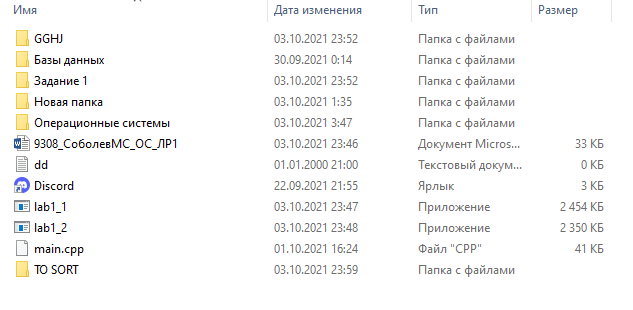 Имя Дата изменения Тип Размер
GGHJ 03.10.2021 23:52 Папка с файлами
Базы данных 30.09.2021 0:14 Папка с файлами
Задание 1 03.10.2021 23:52 Папка с файлами
Новая папка 03.10.2021 1:35 Папка с файлами
Операционные системы 03.10.2021 3:47 Папка с файлами
9308_СоболевМС_ОС_ЛР1 03.10.2021 23:46 Документ Micros... 33 КБ
dd 01.01.2000 21:00 Текстовый докум... 0 КБ
Discord 22.09.2021 21:55 Ярлык 3 КБ
lab1_1 03.10.2021 23:47 Приложение 2 454 КБ
lab1_2 03.10.2021 23:48 Приложение 2 350 КБ
main.cpp 01.10.2021 16:24 Файл "CPP" 41 КБ
TO SORT 03.10.2021 23:59 Папка с файлами